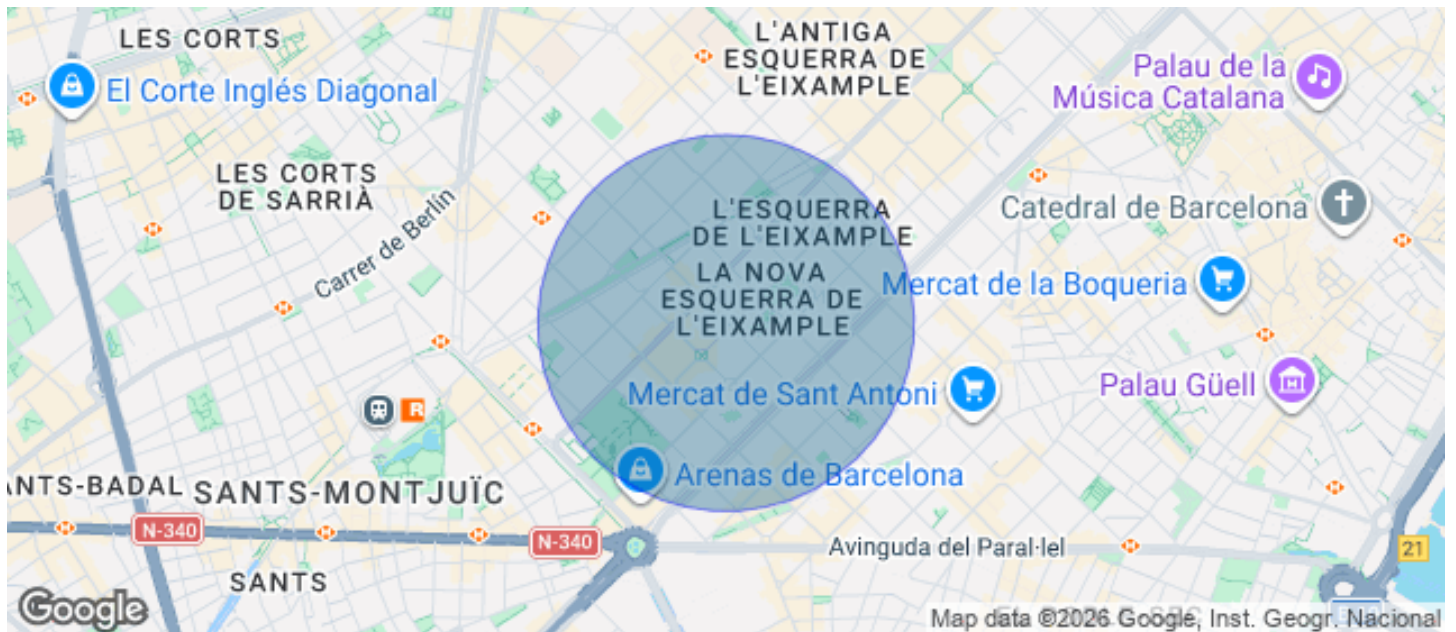 LES CORTS
El Corte Inglés Diagonal
L'ANTIGA
ESQUERRA DE
L'EIXAMPLE
Palau de la
Música Catalana
LES CORTS
DE SARRIÀ
Carrer de Berlín
L'ESQUERRA
DE L'EIXAMPLE
LA NOVA
ESQUERRA DE
L'EIXAMPLE
Catedral de Barcelona
Mercat de la Boqueria
Mercat de Sant Antoni
Palau Güell
R
Arenas de Barcelona
ANTS-BADAL
SANTS-MONTJUÏC
N-340
N-340
Avinguda del Paral·lel
21
SANTS
Google
Map data ©2026 Google, Inst. Geogr. Nacional